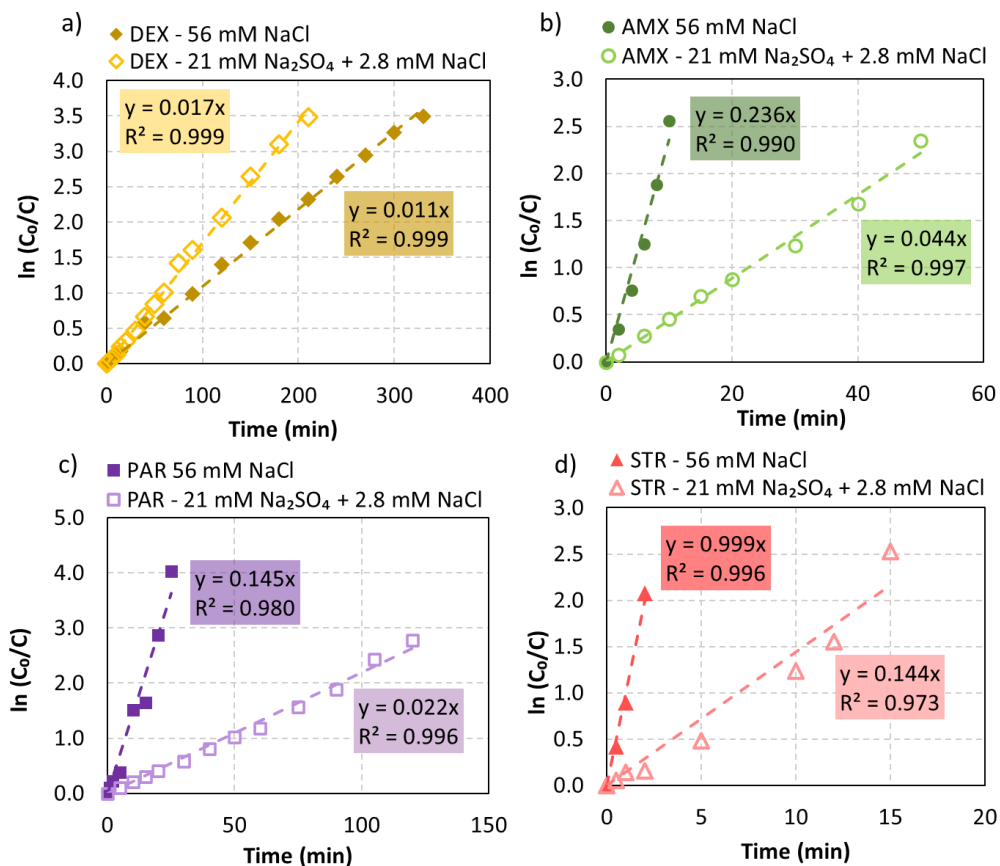 a)
DEX - 56 mM NaCl
DEX - 21 mM Na₂SO₄ + 2.8 mM NaCl
4.0
3.5
3.0
2.5
2.0
1.5
1.0
0.5
0.0
ln (C₀/C)
y = 0.017x
R² = 0.999
y = 0.011x
R² = 0.999
0
100
200
300
400
Time (min)
b)
AMX 56 mM NaCl
AMX - 21 mM Na₂SO₄ + 2.8 mM NaCl
3.0
2.5
2.0
1.5
1.0
0.5
0.0
ln (C₀/C)
y = 0.236x
R² = 0.990
y = 0.044x
R² = 0.997
0
20
40
60
Time (min)
c)
PAR 56 mM NaCl
PAR - 21 mM Na₂SO₄ + 2.8 mM NaCl
5.0
4.0
3.0
2.0
1.0
0.0
ln (C₀/C)
y = 0.145x
R² = 0.980
y = 0.022x
R² = 0.996
0
50
100
150
Time (min)
d)
STR - 56 mM NaCl
STR - 21 mM Na₂SO₄ + 2.8 mM NaCl
3.0
2.5
2.0
1.5
1.0
0.5
0.0
ln (C₀/C)
y = 0.999x
R² = 0.996
y = 0.144x
R² = 0.973
0
5
10
15
20
Time (min)